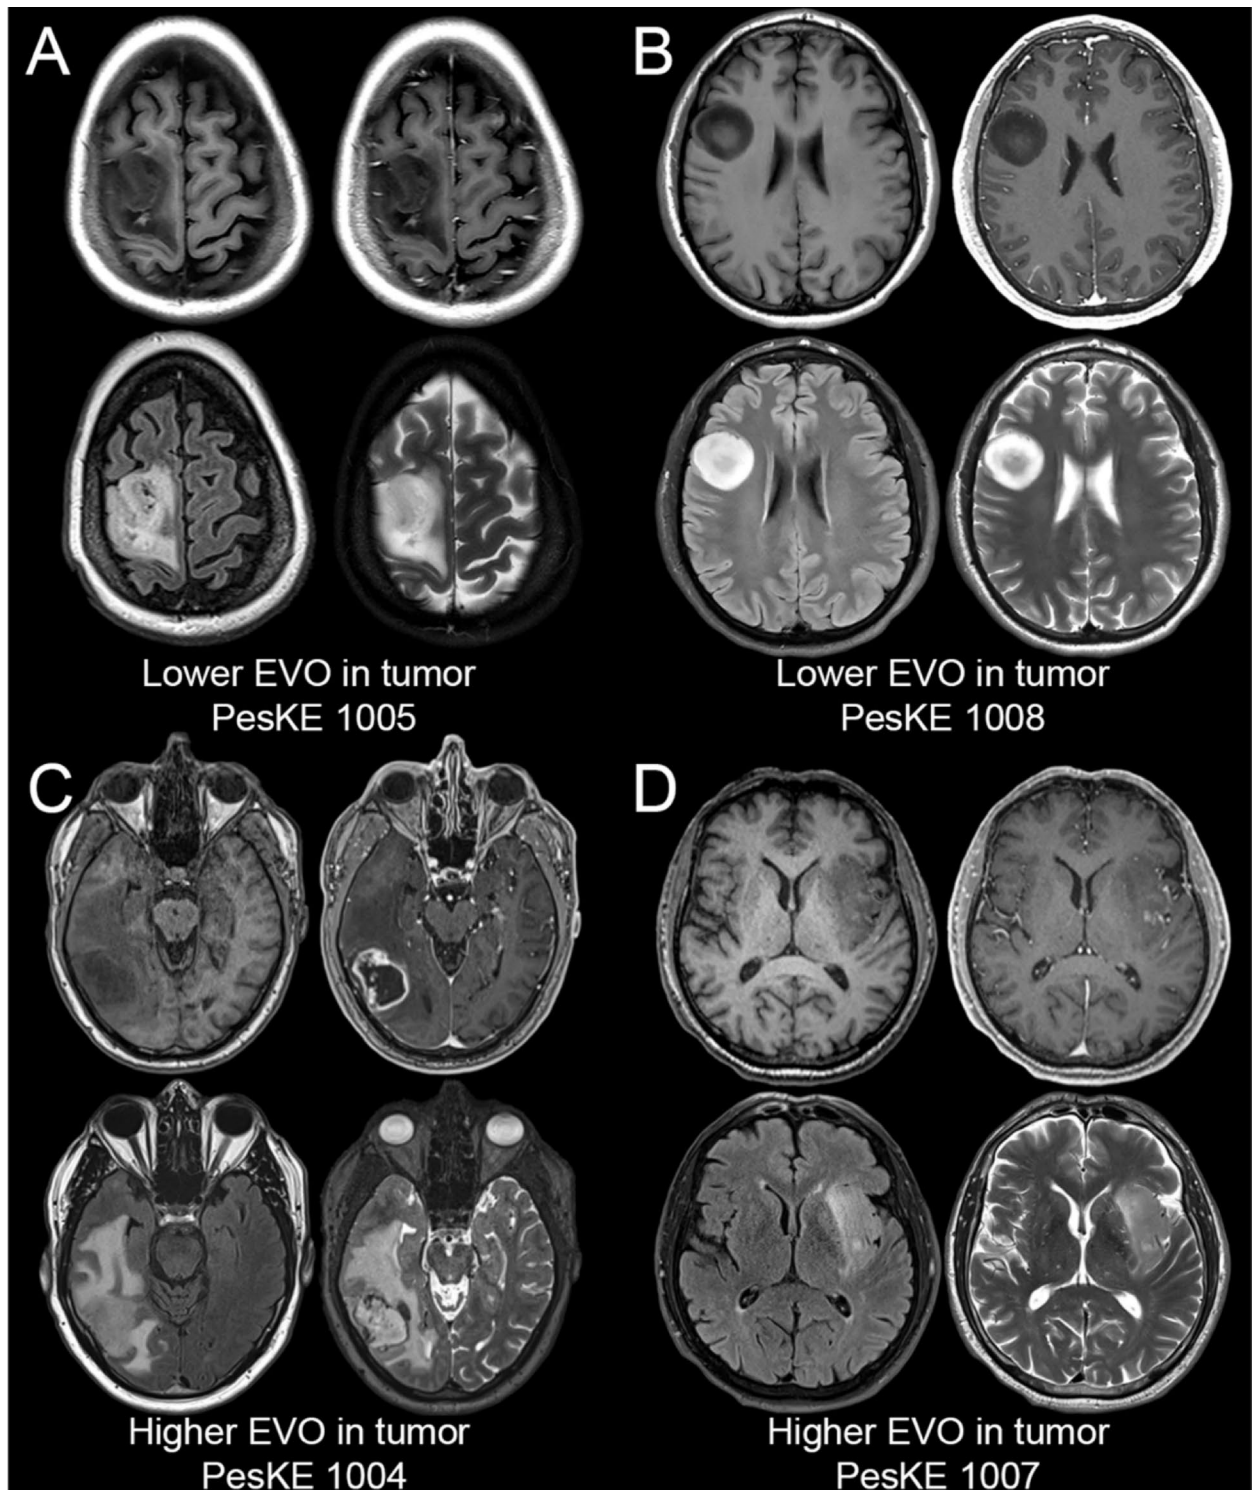 A
B
Lower EVO in tumor
PesKE 1005
Lower EVO in tumor
PesKE 1008
C
D
Higher EVO in tumor
PesKE 1004
Higher EVO in tumor
PesKE 1007